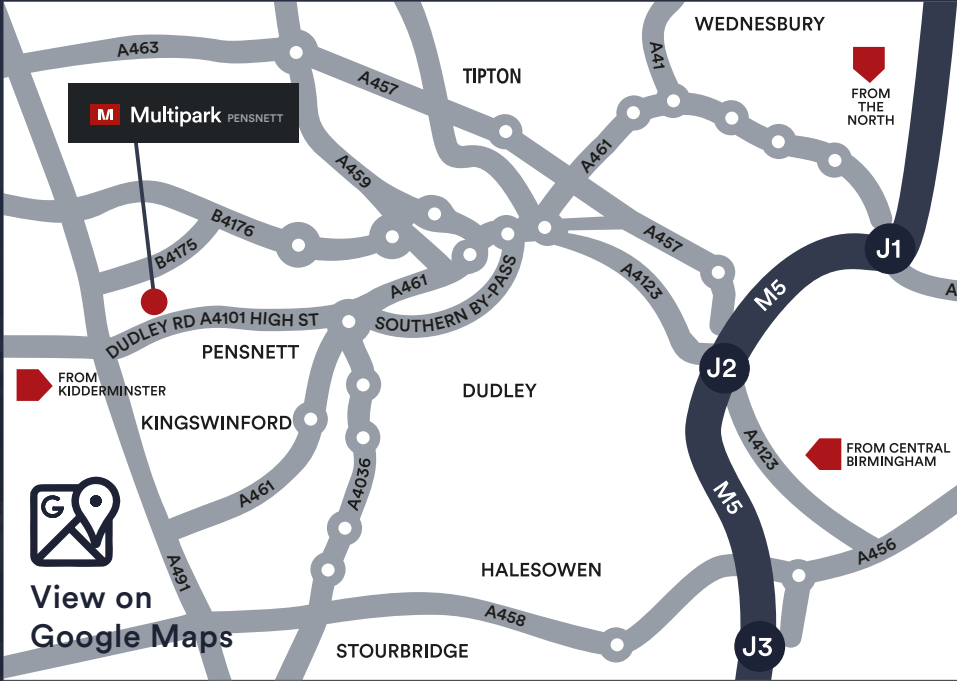 WEDNESBURY
A463
A41
TIPTON
A457
FROM
THE
NORTH
M Multipark PENSNETT
A461
A459
B4176
A457
J1
B4175
A4123
A461
M5
A
SOUTHERN BY-PASS
DUDLEY RD A4101 HIGH ST
PENSNETT
J2
FROM
KIDDERMINSTER
DUDLEY
KINGSWINFORD
A4123
FROM CENTRAL
BIRMINGHAM
A4036
A461
M5
G
A456
A491
HALESOWEN
View on
Google Maps
A458
STOURBRIDGE
J3